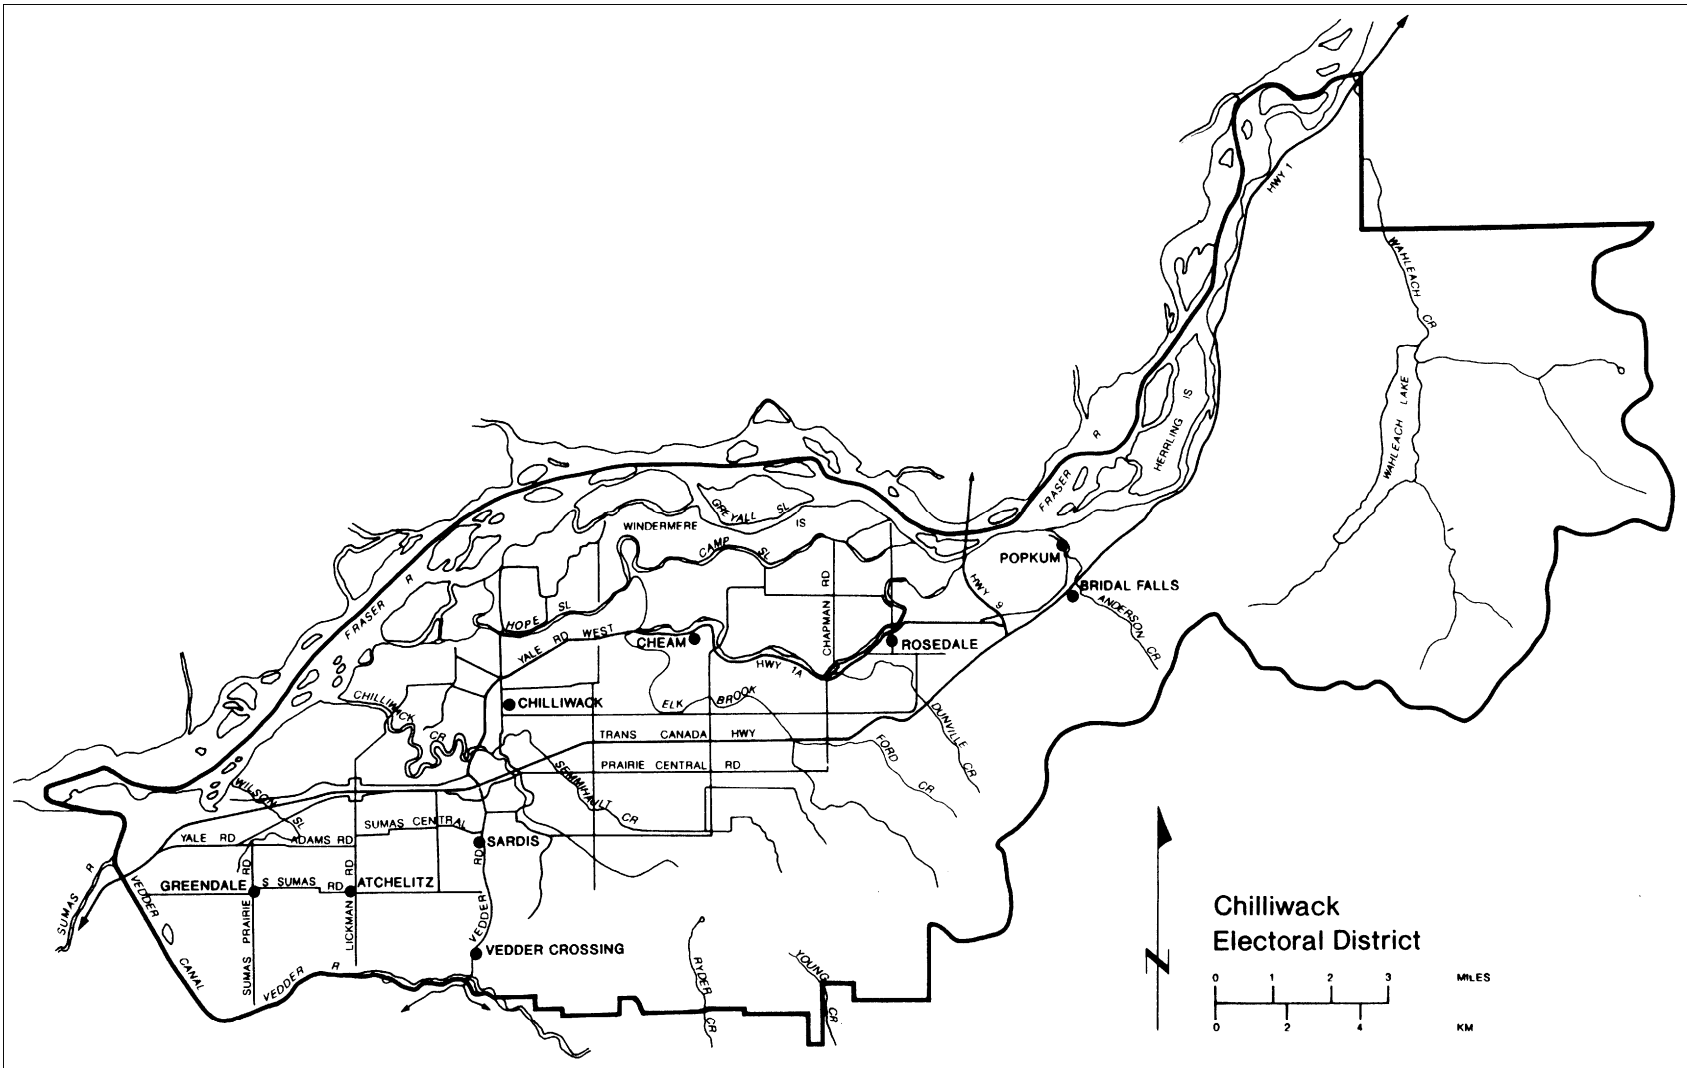 HWY 1
WAHLEACH CR
WAHLEACH LAKE
HERRLING IS
FRASER R
GREYALL SL
WINDERMERE IS
CAMP SL
POPKUM
BRIDAL FALLS
ANDERSON CR
HWY 9
FRASER R
HOPE SL
CHAPMAN RD
YALE RD WEST
CHEAM
ROSEDALE
HWY 1A
CHILLIWACK CR
CHILLIWACK
ELK BROOK
DUNVILLE CR
TRANS CANADA HWY
FORD CR
PRAIRIE CENTRAL RD
SEMMIHAULT CR
WILSON SL
SUMAS CENTRAL RD
YALE RD
ADAMS RD
SARDIS
GREENDALE
S SUMAS RD
ATCHELITZ
SUMAS R
VEDDER CANAL
SUMAS PRAIRIE RD
LICKMAN RD
VEDDER
VEDDER CROSSING
VEDDER R
RYDER CR
YOUNG CR
Chilliwack
Electoral District
0 1 2 3 MILES
0 2 4 KM
N